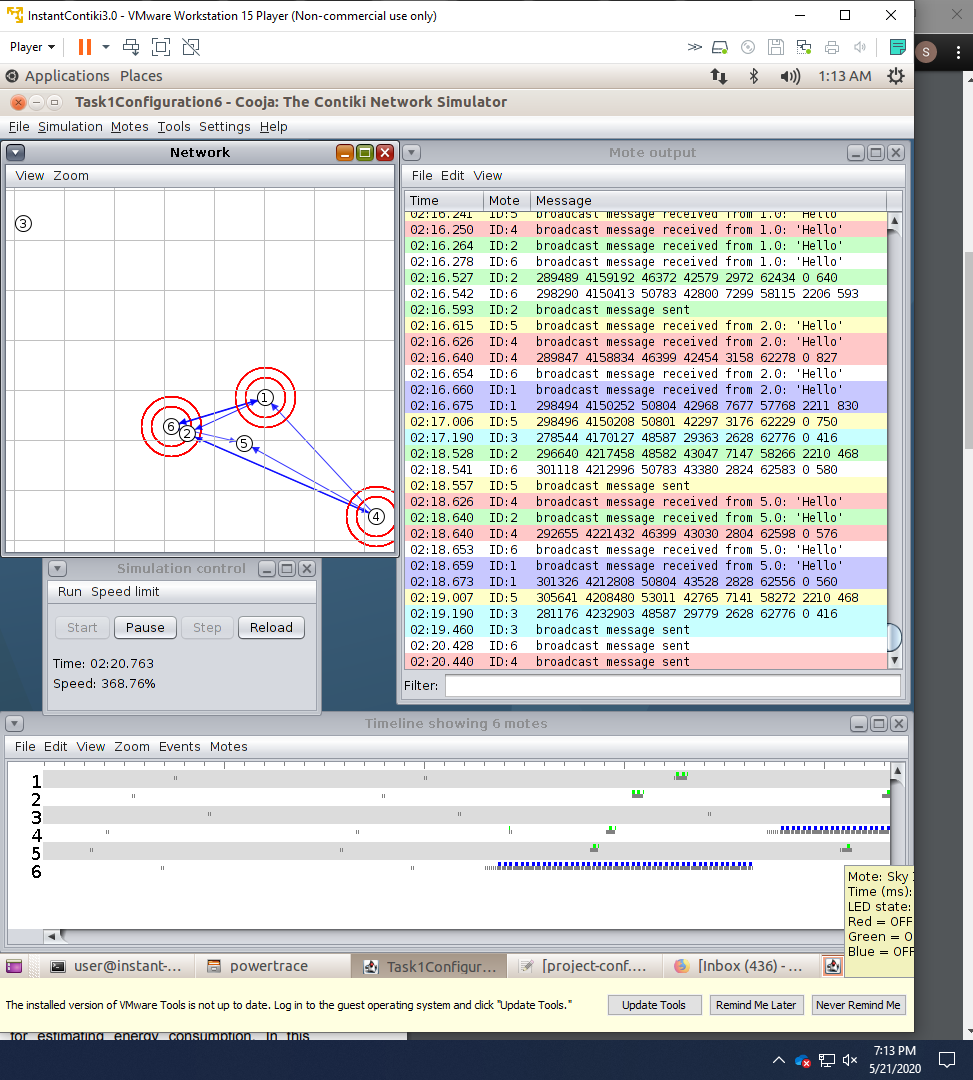 InstantContiki3.0 - VMware Workstation 15 Player (Non-commercial use only)
Player
S
Applications Places
1:13 AM
Task1Configuration6 - Cooja: The Contiki Network Simulator
File Simulation Motes Tools Settings Help
Network
View Zoom
3
1
6
2
5
4
Mote output
File Edit View
Time Mote Message
02:16.241 ID:5 broadcast message received from 1.0: 'Hello'
02:16.250 ID:4 broadcast message received from 1.0: 'Hello'
02:16.264 ID:2 broadcast message received from 1.0: 'Hello'
02:16.278 ID:6 broadcast message received from 1.0: 'Hello'
02:16.527 ID:2 289489 4159192 46372 42579 2972 62434 0 640
02:16.542 ID:6 298290 4150413 50783 42800 7299 58115 2206 593
02:16.593 ID:2 broadcast message sent
02:16.615 ID:5 broadcast message received from 2.0: 'Hello'
02:16.626 ID:4 broadcast message received from 2.0: 'Hello'
02:16.640 ID:4 289847 4158834 46399 42454 3158 62278 0 827
02:16.654 ID:6 broadcast message received from 2.0: 'Hello'
02:16.660 ID:1 broadcast message received from 2.0: 'Hello'
02:16.675 ID:1 298494 4150252 50804 42968 7677 57768 2211 830
02:17.006 ID:5 298496 4150208 50801 42297 3176 62229 0 750
02:17.190 ID:3 278544 4170127 48587 29363 2628 62776 0 416
02:18.528 ID:2 296640 4217458 48582 43047 7147 58266 2210 468
02:18.541 ID:6 301118 4212996 50783 43380 2824 62583 0 580
02:18.557 ID:5 broadcast message sent
02:18.626 ID:4 broadcast message received from 5.0: 'Hello'
02:18.640 ID:2 broadcast message received from 5.0: 'Hello'
02:18.640 ID:4 292655 4221432 46399 43030 2804 62598 0 576
02:18.653 ID:6 broadcast message received from 5.0: 'Hello'
02:18.659 ID:1 broadcast message received from 5.0: 'Hello'
02:18.673 ID:1 301326 4212808 50804 43528 2828 62556 0 560
02:19.007 ID:5 305641 4208480 53011 42765 7141 58272 2210 468
02:19.190 ID:3 281176 4232903 48587 29779 2628 62776 0 416
02:19.460 ID:3 broadcast message sent
02:20.428 ID:6 broadcast message sent
02:20.440 ID:4 broadcast message sent
Filter:
Simulation control
Run Speed limit
Start Pause Step Reload
Time: 02:20.763
Speed: 368.76%
Timeline showing 6 motes
File Edit View Zoom Events Motes
1
2
3
4
5
6
Mote: Sky
Time (ms):
LED state:
Red = OFF
Green = O
Blue = OFF
user@instant-... powertrace Task1Configur... [project-conf.... [Inbox (436) - ...
The installed version of VMware Tools is not up to date. Log in to the guest operating system and click "Update Tools."
Update Tools Remind Me Later Never Remind Me
for estimating energy consumption. In this
7:13 PM
5/21/2020